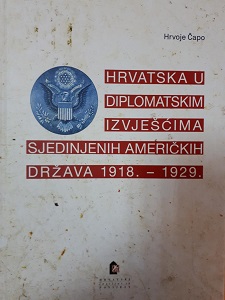 Hrvoje Čapo
HRVATSKA U
DIPLOMATSKIM
IZVJEŠĆIMA
SJEDINJENIH AMERIČKIH
DRŽAVA 1918. – 1929.